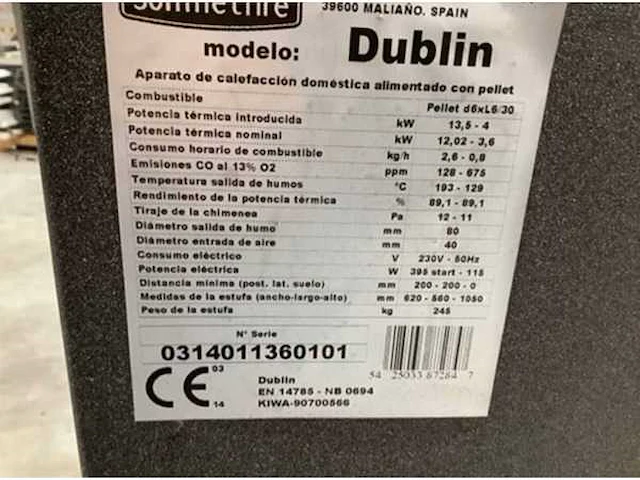 39600 MALIAÑO. SPAIN
modelo: Dublin
Aparato de calefacción doméstica alimentado con pellet
Combustible Pellet d6xL6/30
Potencia térmica introducida kW 13,5 - 4
Potencia térmica nominal kW 12,02 - 3,6
Consumo horario de combustible kg/h 2,6 - 0,8
Emisiones CO al 13% O2 ppm 128 - 675
Temperatura salida de humos °C 193 - 129
Rendimiento de la potencia térmica % 89,1 - 89,1
Tiraje de la chimenea Pa 12 - 11
Diámetro salida de humo mm 80
Diámetro entrada de aire mm 40
Consumo eléctrico V 230V - 50Hz
Potencia eléctrica W 395 start - 115
Distancia mínima (post. lat. suelo) mm 200 - 200 - 0
Medidas de la estufa (ancho-largo-alto) mm 620 - 560 - 1050
Peso de la estufa kg 245
N° Serie
0314011360101
CE 03 14
Dublin
EN 14785 - NB 0694
KIWA-90700566